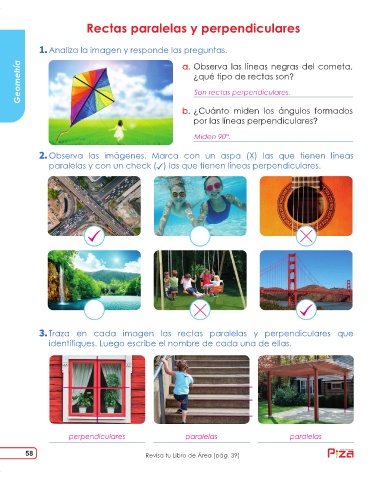 Rectas paralelas y perpendiculares
Geometría
1. Analiza la imagen y responde las preguntas.
a. Observa las líneas negras del cometa,
¿qué tipo de rectas son?
Son rectas perpendiculares.
b. ¿Cuánto miden los ángulos formados
por las líneas perpendiculares?
Miden 90°.
2. Observa las imágenes. Marca con un aspa (X) las que tienen líneas
paralelas y con un check (✓) las que tienen líneas perpendiculares.
3. Traza en cada imagen las rectas paralelas y perpendiculares que
identifiques. Luego escribe el nombre de cada una de ellas.
perpendiculares
paralelas
paralelas
58
Revisa tu Libro de Área (pág. 39)
Piza